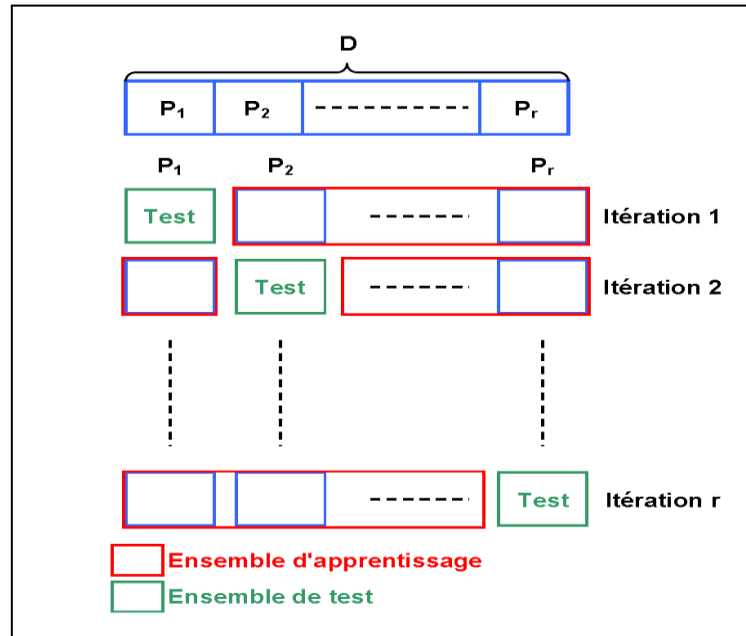 D
P₁ P₂ Pᵣ
P₁ P₂ Pᵣ
Test Itération 1
Test Itération 2
Test Itération r
Ensemble d'apprentissage
Ensemble de test